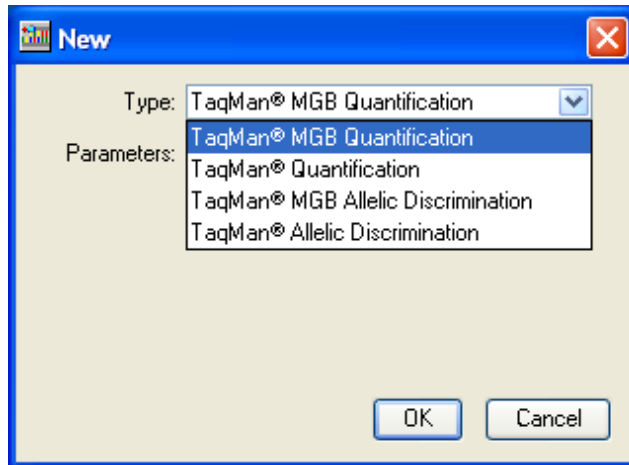 New
Type: TaqMan® MGB Quantification
TaqMan® MGB Quantification
Parameters:
TaqMan® Quantification
TaqMan® MGB Allelic Discrimination
TaqMan® Allelic Discrimination
OK Cancel